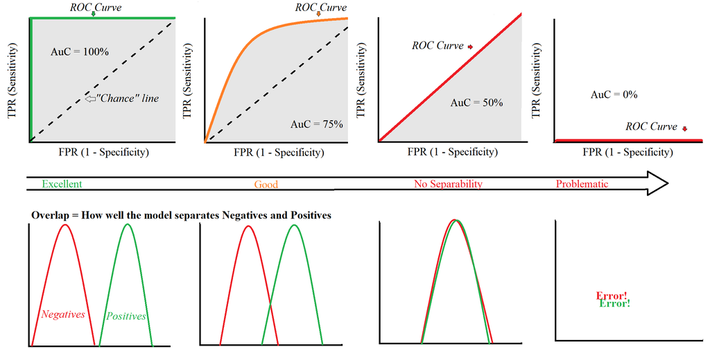 ROC Curve
TPR (Sensitivity)
AuC = 100%
"Chance" line
FPR (1 - Specificity)
ROC Curve
TPR (Sensitivity)
AuC = 75%
FPR (1 - Specificity)
ROC Curve
TPR (Sensitivity)
AuC = 50%
FPR (1 - Specificity)
TPR (Sensitivity)
AuC = 0%
ROC Curve
FPR (1 - Specificity)
Excellent
Good
No Separability
Problematic
Overlap = How well the model separates Negatives and Positives
Negatives
Positives
Error!
Error!